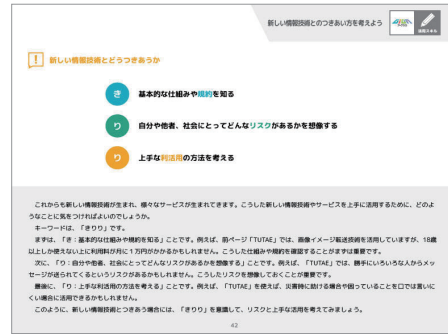 新しい情報技術とのつきあい方を考えよう
活用スキル
新しい情報技術とどうつきあうか
き 基本的な仕組みや規約を知る
り 自分や他者、社会にとってどんなリスクがあるかを想像する
り 上手な利活用の方法を考える
これからも新しい情報技術が生まれ、様々なサービスが生まれてきます。こうした新しい情報技術やサービスを上手に活用するために、どのよ
うなことに気をつければよいのでしょうか。
キーワードは、「きりり」です。
まずは、「き：基本的な仕組みや規約を知る」ことです。例えば、前ページ「TUTAE」では、画像イメージ転送技術を活用していますが、18歳
以上しか使えない上に利用料が月に1万円がかかるかもしれません。こうした仕組みや規約を確認することがまずは重要です。
次に、「り：自分や他者、社会にとってどんなリスクがあるかを想像する」ことです。例えば、「TUTAE」では、勝手にいろいろな人からメッ
セージが送られてくるというリスクがあるかもしれません。こうしたリスクを想像しておくことが重要です。
最後に、「り：上手な利活用の方法を考える」ことです。例えば、「TUTAE」を使えば、災害時に助ける場合や困っていることを口では言いに
くい場合に活用できるかもしれません。
このように、新しい情報技術とつきあう場合には、「きりり」を意識して、リスクと上手な活用を考えてみましょう。
42